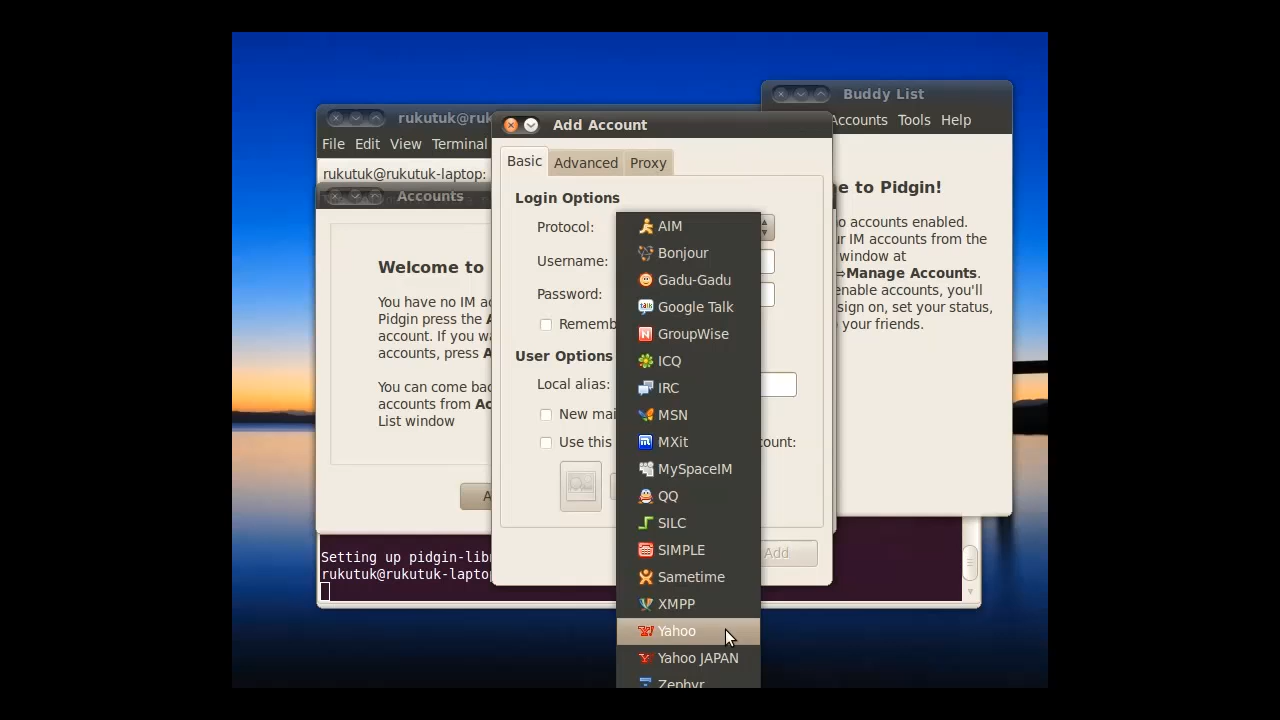 Buddy List
Accounts Tools Help
e to Pidgin!
o accounts enabled.
r IM accounts from the
window at
⇒Manage Accounts.
enable accounts, you'll
sign on, set your status,
your friends.
rukutuk@ruk
File Edit View Terminal
rukutuk@rukutuk-laptop:
Accounts
Welcome to
You have no IM ac
Pidgin press the A
account. If you wa
accounts, press A
You can come bac
accounts from Ac
List window
A
Setting up pidgin-libn
rukutuk@rukutuk-laptop
Add Account
Basic Advanced Proxy
Login Options
Protocol:
Username:
Password:
Rememb
User Options
Local alias:
New mai
Use this
count:
Add
AIM
Bonjour
Gadu-Gadu
Google Talk
GroupWise
ICQ
IRC
MSN
MXit
MySpaceIM
QQ
SILC
SIMPLE
Sametime
XMPP
Yahoo
Yahoo JAPAN
Zephyr